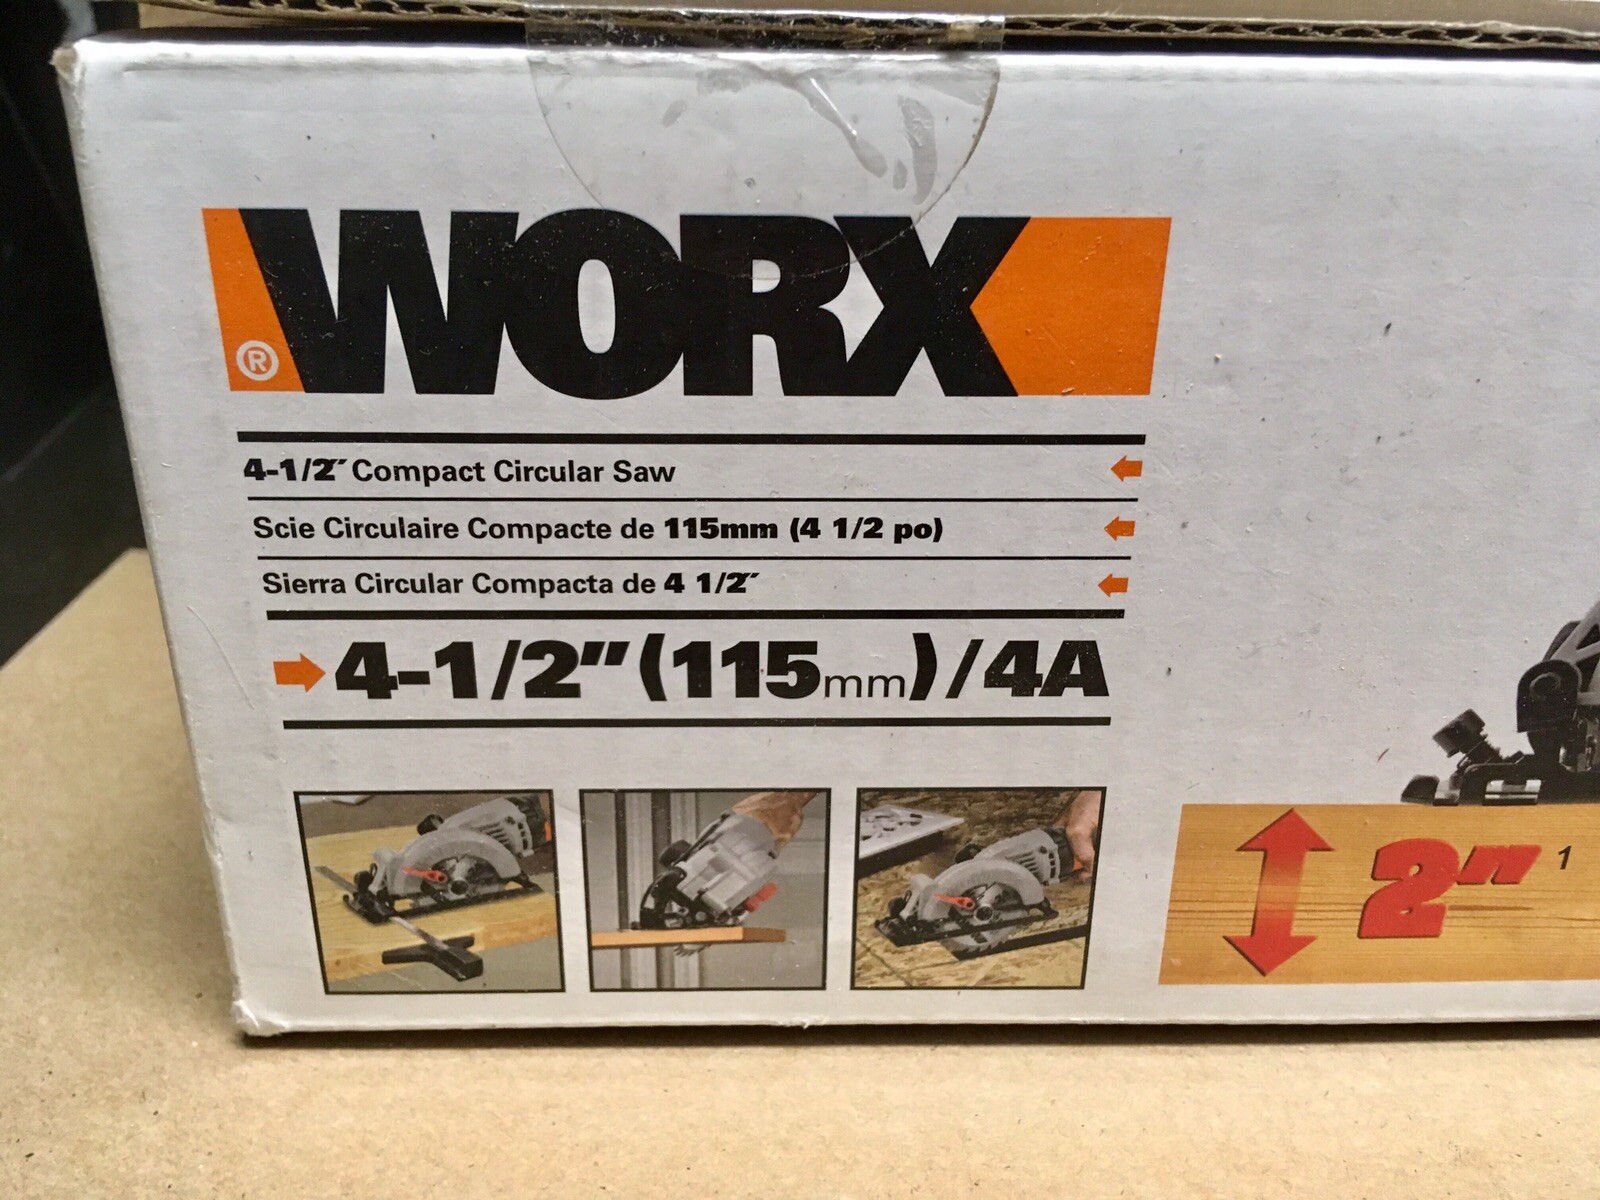 WORX
®
4-1/2" Compact Circular Saw
Scie Circulaire Compacte de 115mm (4 1/2 po)
Sierra Circular Compacta de 4 1/2"
4-1/2" (115mm)/4A
2" 1